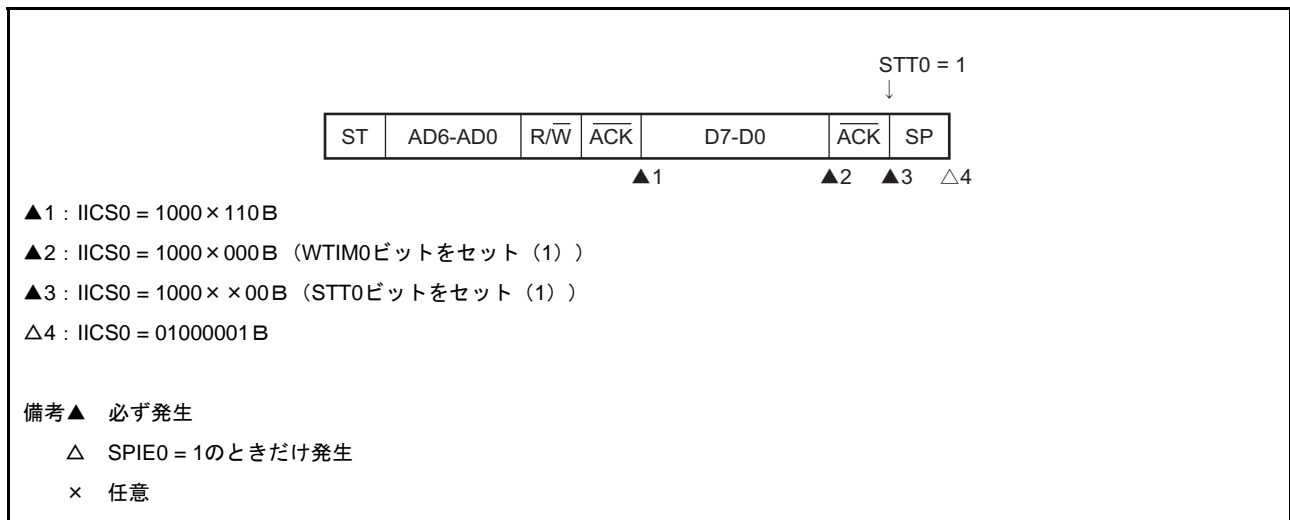 STT0 = 1
↓
ST AD6-AD0 R/W̅ A̅C̅K̅ D7-D0 A̅C̅K̅ SP
▲1 ▲2 ▲3 △4
▲1 : IICS0 = 1000×110B
▲2 : IICS0 = 1000×000B（WTIM0ビットをセット（1））
▲3 : IICS0 = 1000××00B（STT0ビットをセット（1））
△4 : IICS0 = 01000001B
備考▲ 必ず発生
△ SPIE0 = 1のときだけ発生
× 任意